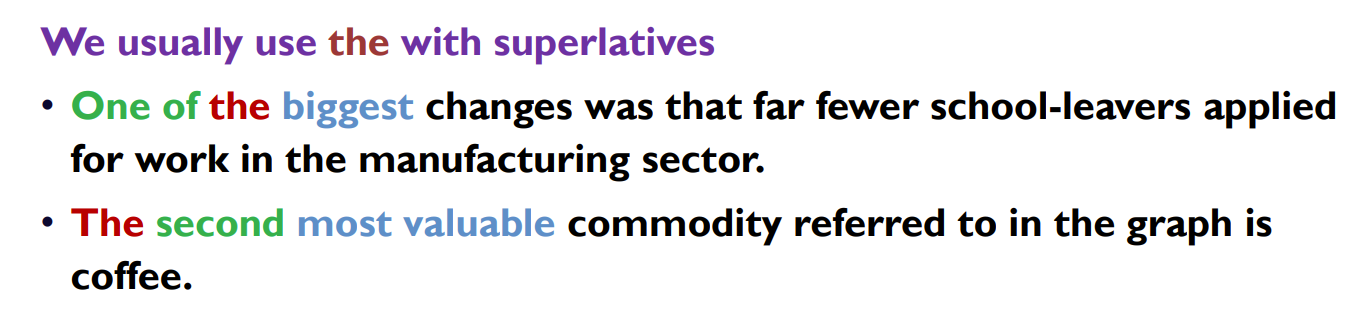 We usually use the with superlatives
• One of the biggest changes was that far fewer school-leavers applied
for work in the manufacturing sector.
• The second most valuable commodity referred to in the graph is
coffee.